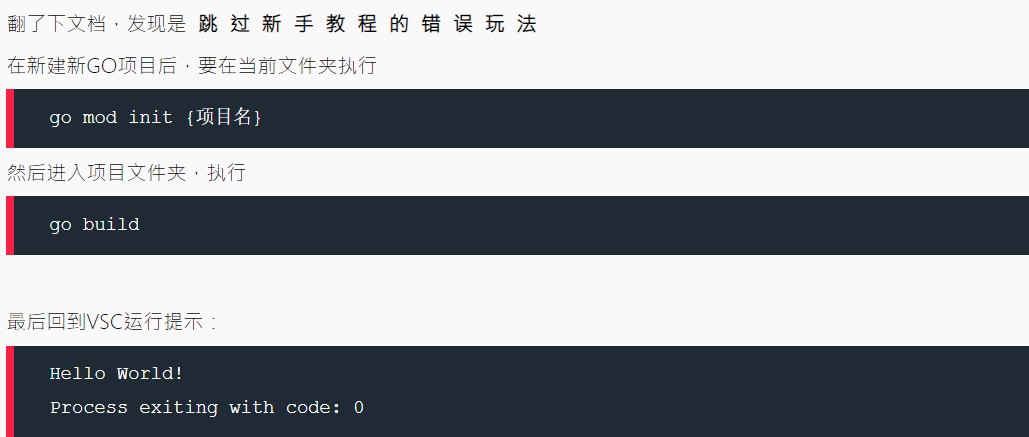 翻了下文档，发现是 跳过新手教程的错误玩法
在新建新GO项目后，要在当前文件夹执行
go mod init {项目名}
然后进入项目文件夹，执行
go build
最后回到VSC运行提示：
Hello World!
Process exiting with code: 0